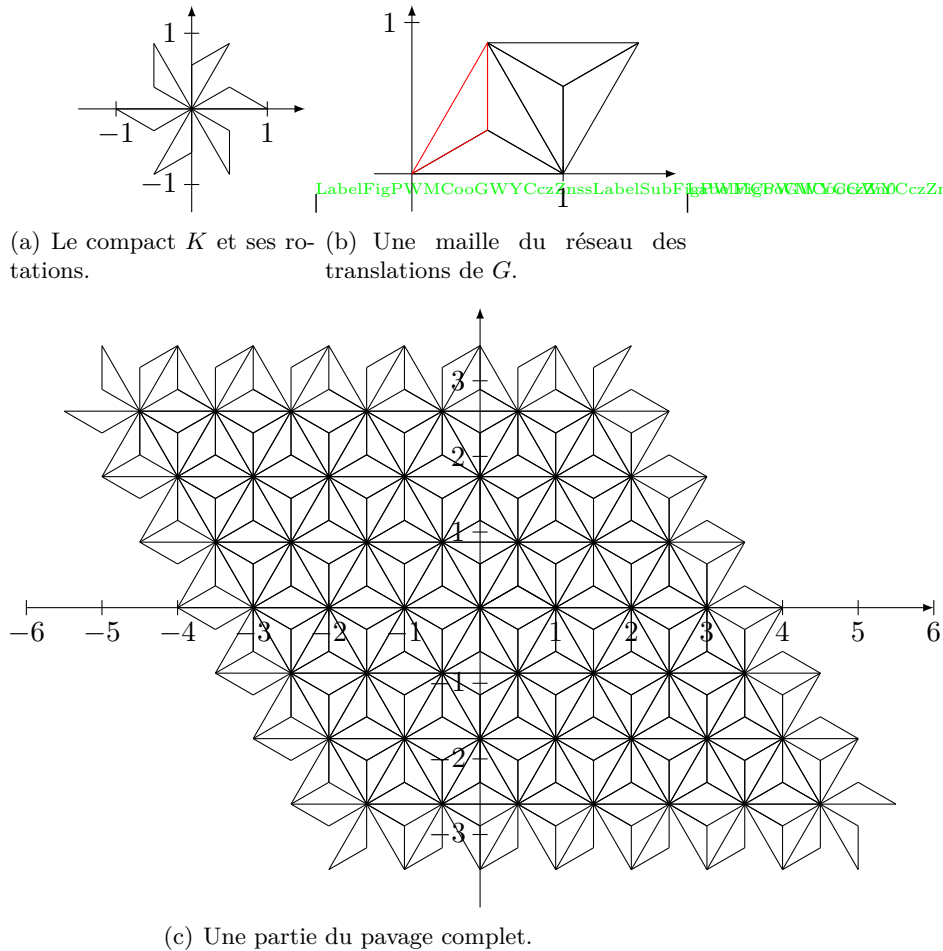 1
−1
1
−1
1
1
(a) Le compact K et ses ro-
tations.
(b) Une maille du réseau des
translations de G.
3
2
1
−6 −5 −4 −3 −2 −1 1 2 3 4 5 6
−1
−2
−3
(c) Une partie du pavage complet.